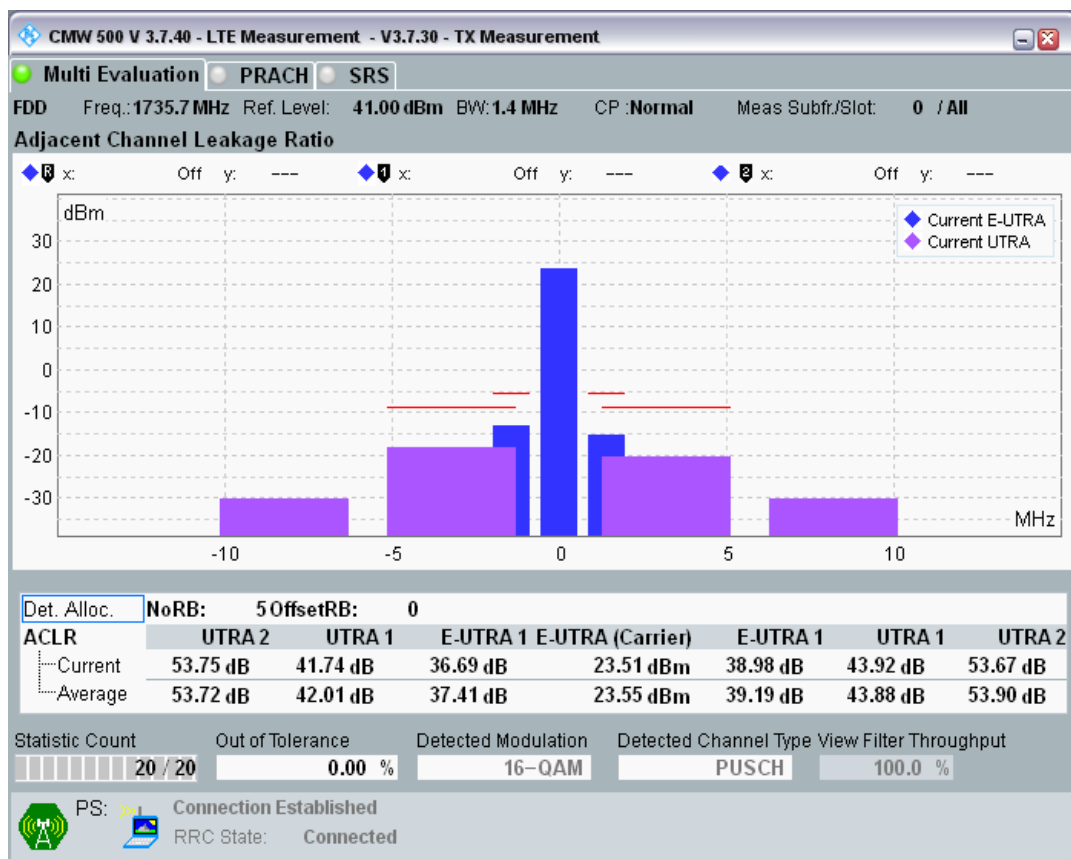 CMW 500 V 3.7.40 - LTE Measurement - V3.7.30 - TX Measurement
Multi Evaluation PRACH SRS
FDD Freq.: 1735.7 MHz Ref. Level: 41.00 dBm BW: 1.4 MHz CP :Normal Meas Subfr./Slot: 0 / All
Adjacent Channel Leakage Ratio
R x: Off y: --- 1 x: Off y: --- 2 x: Off y: ---
dBm
Current E-UTRA
Current UTRA
30
20
10
0
-10
-20
-30
MHz
-10 -5 0 5 10
Det. Alloc. NoRB: 5 OffsetRB: 0
ACLR UTRA 2 UTRA 1 E-UTRA 1 E-UTRA (Carrier) E-UTRA 1 UTRA 1 UTRA 2
Current 53.75 dB 41.74 dB 36.69 dB 23.51 dBm 38.98 dB 43.92 dB 53.67 dB
Average 53.72 dB 42.01 dB 37.41 dB 23.55 dBm 39.19 dB 43.88 dB 53.90 dB
Statistic Count Out of Tolerance Detected Modulation Detected Channel Type View Filter Throughput
20 / 20 0.00 % 16-QAM PUSCH 100.0 %
PS: Connection Established
RRC State: Connected